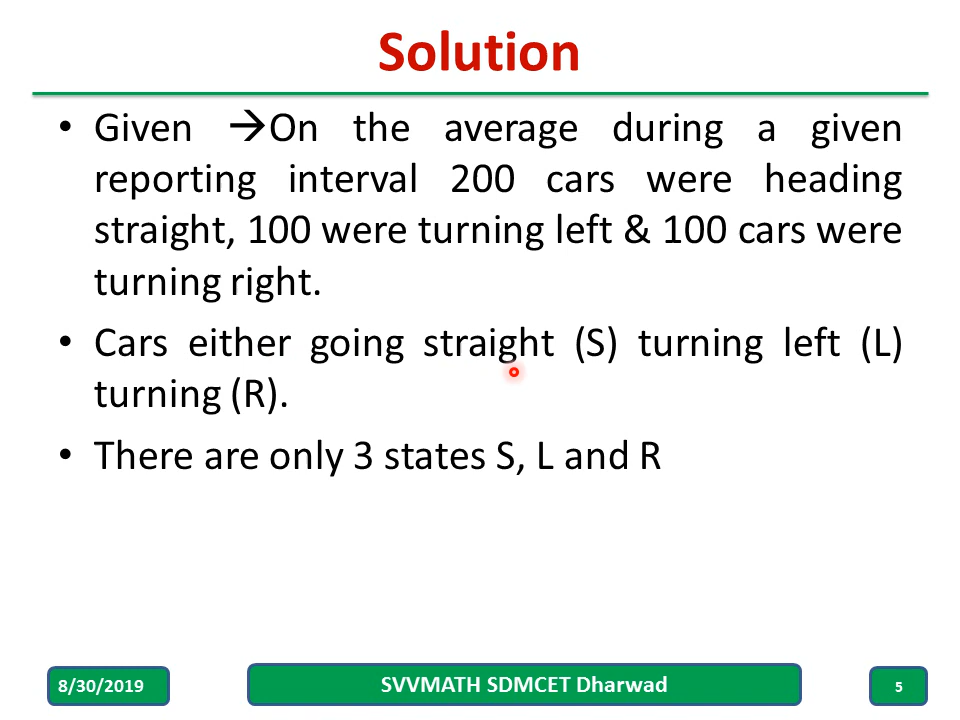 Solution
• Given →On the average during a given
reporting interval 200 cars were heading
straight, 100 were turning left & 100 cars were
turning right.
• Cars either going straight (S) turning left (L)
turning (R).
• There are only 3 states S, L and R
8/30/2019
SVVMATH SDMCET Dharwad
5